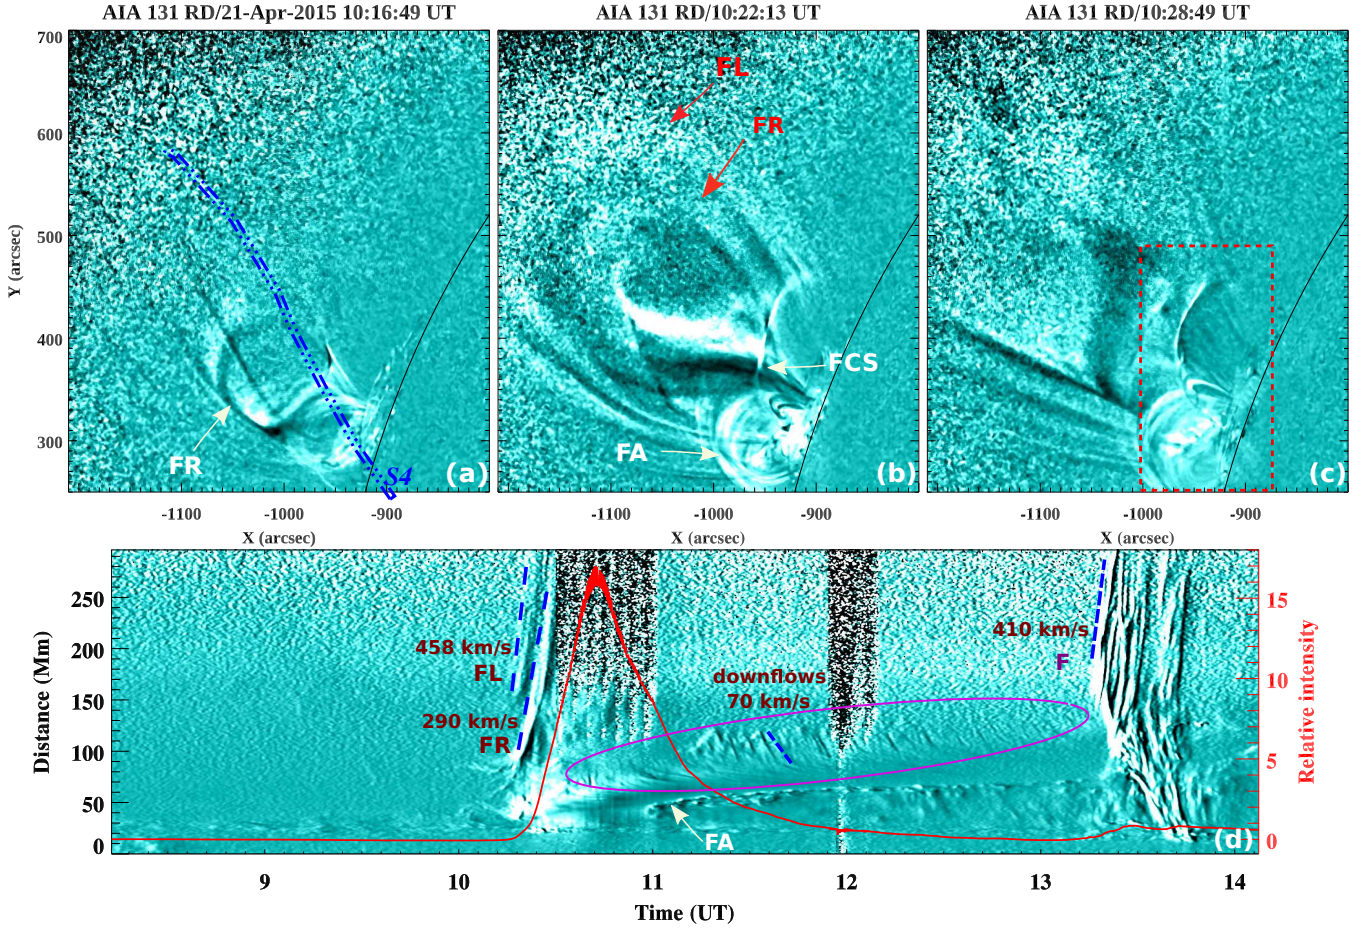 AIA 131 RD/21-Apr-2015 10:16:49 UT
AIA 131 RD/10:22:13 UT
AIA 131 RD/10:28:49 UT
700
600
500
400
300
Y (arcsec)
FR
S4
(a)
FL
FR
FCS
FA
(b)
(c)
-1100 -1000 -900
-1100 -1000 -900
-1100 -1000 -900
X (arcsec)
X (arcsec)
X (arcsec)
250
200
150
100
50
0
Distance (Mm)
458 km/s
FL
290 km/s
FR
downflows
70 km/s
410 km/s
F
FA
(d)
15
10
5
0
Relative intensity
9 10 11 12 13 14
Time (UT)